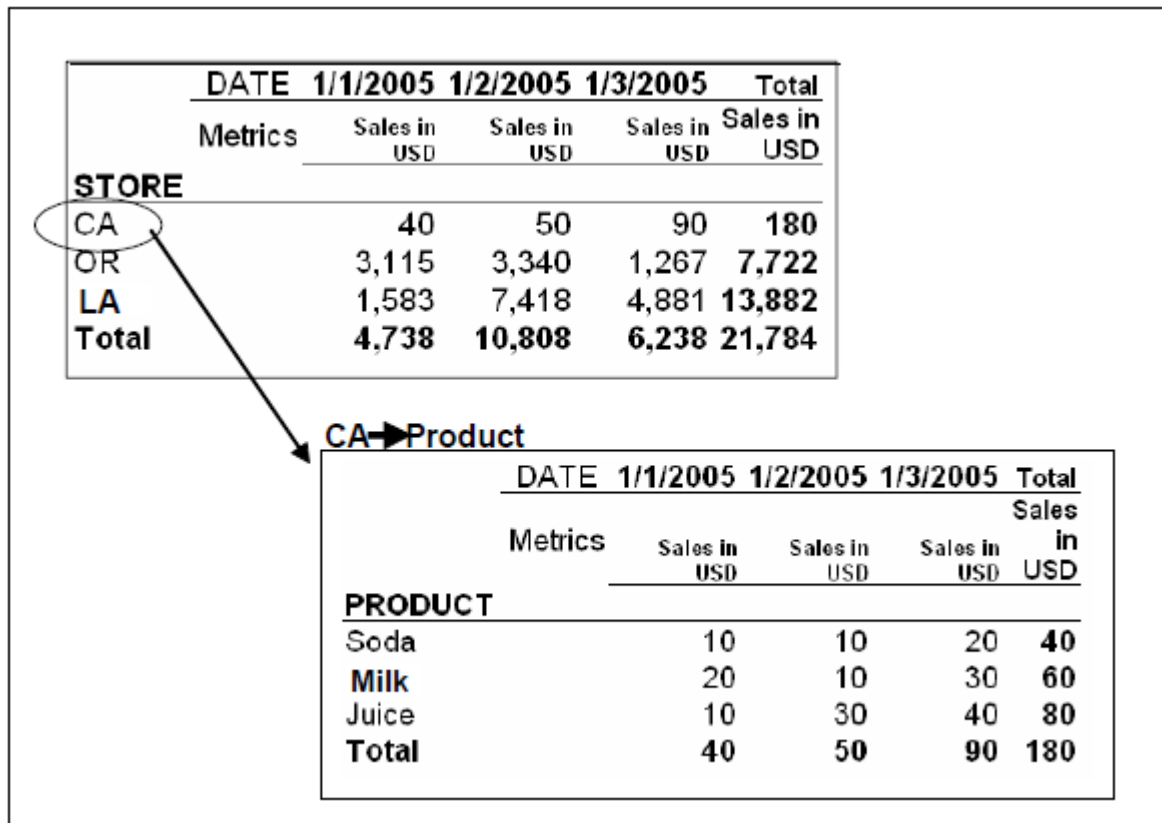 DATE 1/1/2005 1/2/2005 1/3/2005 Total
Metrics Sales in USD Sales in USD Sales in USD Sales in USD
STORE
CA 40 50 90 180
OR 3,115 3,340 1,267 7,722
LA 1,583 7,418 4,881 13,882
Total 4,738 10,808 6,238 21,784
CA Product
DATE 1/1/2005 1/2/2005 1/3/2005 Total
Metrics Sales in USD Sales in USD Sales in USD Sales in USD
PRODUCT
Soda 10 10 20 40
Milk 20 10 30 60
Juice 10 30 40 80
Total 40 50 90 180